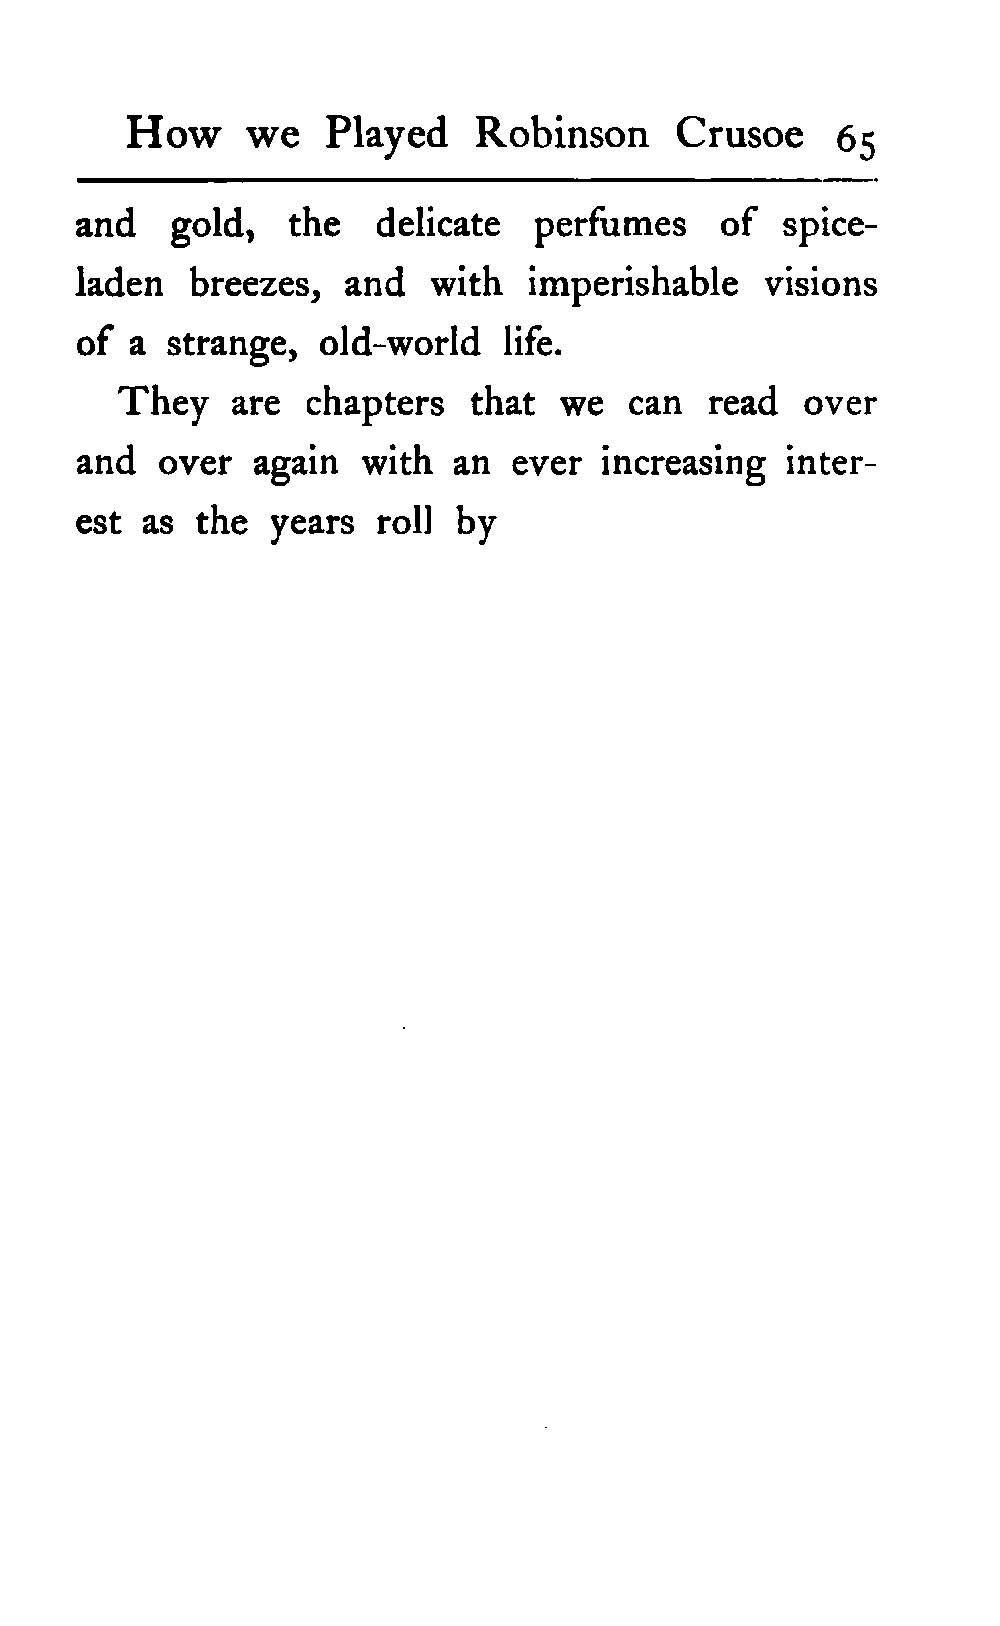 How we Played Robinson Crusoe 65
and gold, the delicate perfumes of spice-
laden breezes, and with imperishable visions
of a strange, old-world life.
They are chapters that we can read over
and over again with an ever increasing inter-
est as the years roll by